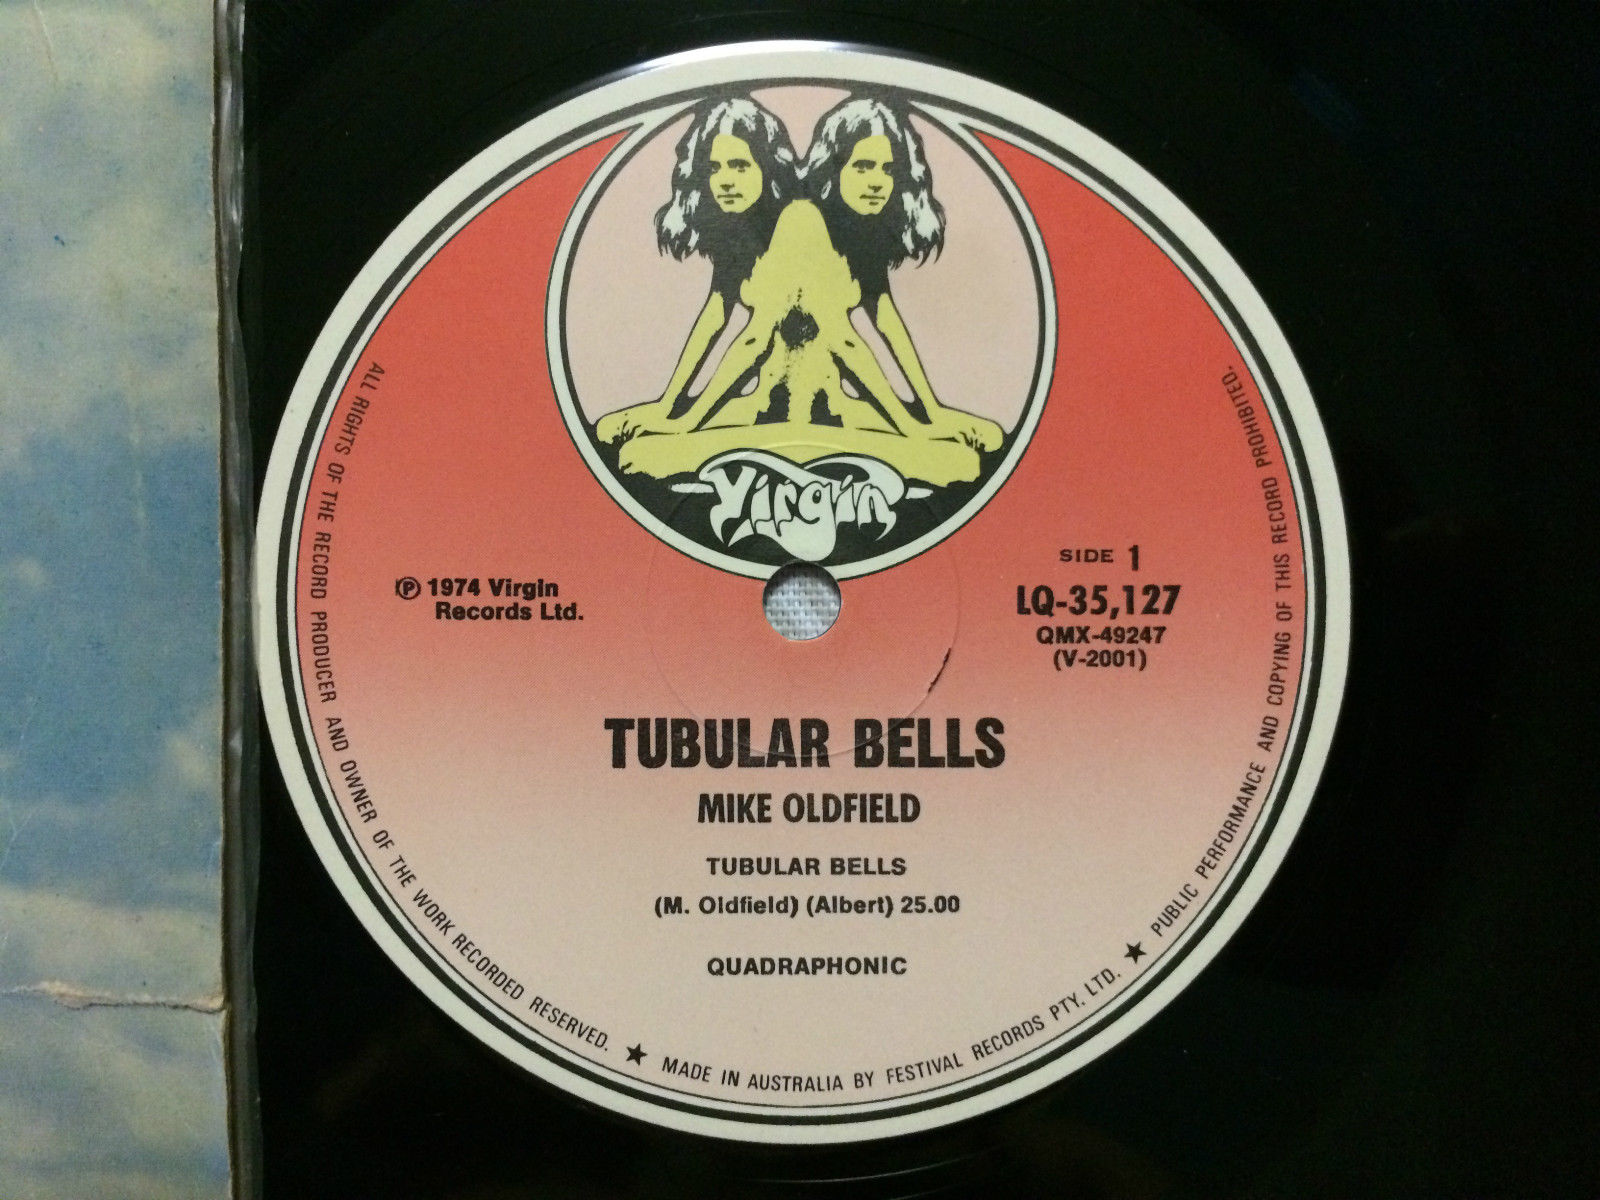 Virgin
SIDE 1
LQ-35,127
QMX-49247
(V-2001)
℗ 1974 Virgin
Records Ltd.
TUBULAR BELLS
MIKE OLDFIELD
TUBULAR BELLS
(M. Oldfield) (Albert) 25.00
QUADRAPHONIC
ALL RIGHTS OF THE RECORD PRODUCER AND OWNER OF THE WORK RECORDED RESERVED. ★ MADE IN AUSTRALIA BY FESTIVAL RECORDS PTY. LTD. ★ PUBLIC PERFORMANCE AND COPYING OF THIS RECORD PROHIBITED.